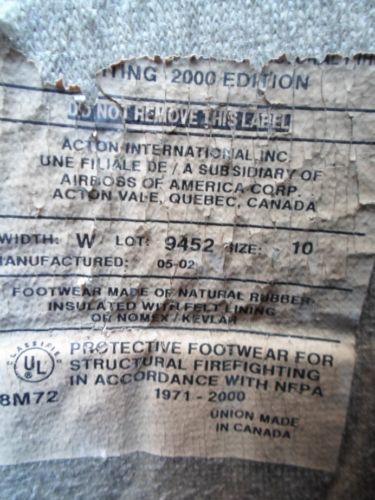 TING 2000 EDITION
DO NOT REMOVE THIS LABEL
ACTON INTERNATIONAL INC.
UNE FILIALE DE / A SUBSIDIARY OF
AIRBOSS OF AMERICA CORP.
ACTON VALE, QUEBEC, CANADA
WIDTH: W LOT: 9452 SIZE: 10
MANUFACTURED: 05-02
FOOTWEAR MADE OF NATURAL RUBBER
INSULATED WITH FELT LINING
OR NOMEX / KEVLAR
CLASSIFIED
UL
PROTECTIVE FOOTWEAR FOR
STRUCTURAL FIREFIGHTING
IN ACCORDANCE WITH NFPA
8M72 1971 - 2000
UNION MADE
IN CANADA